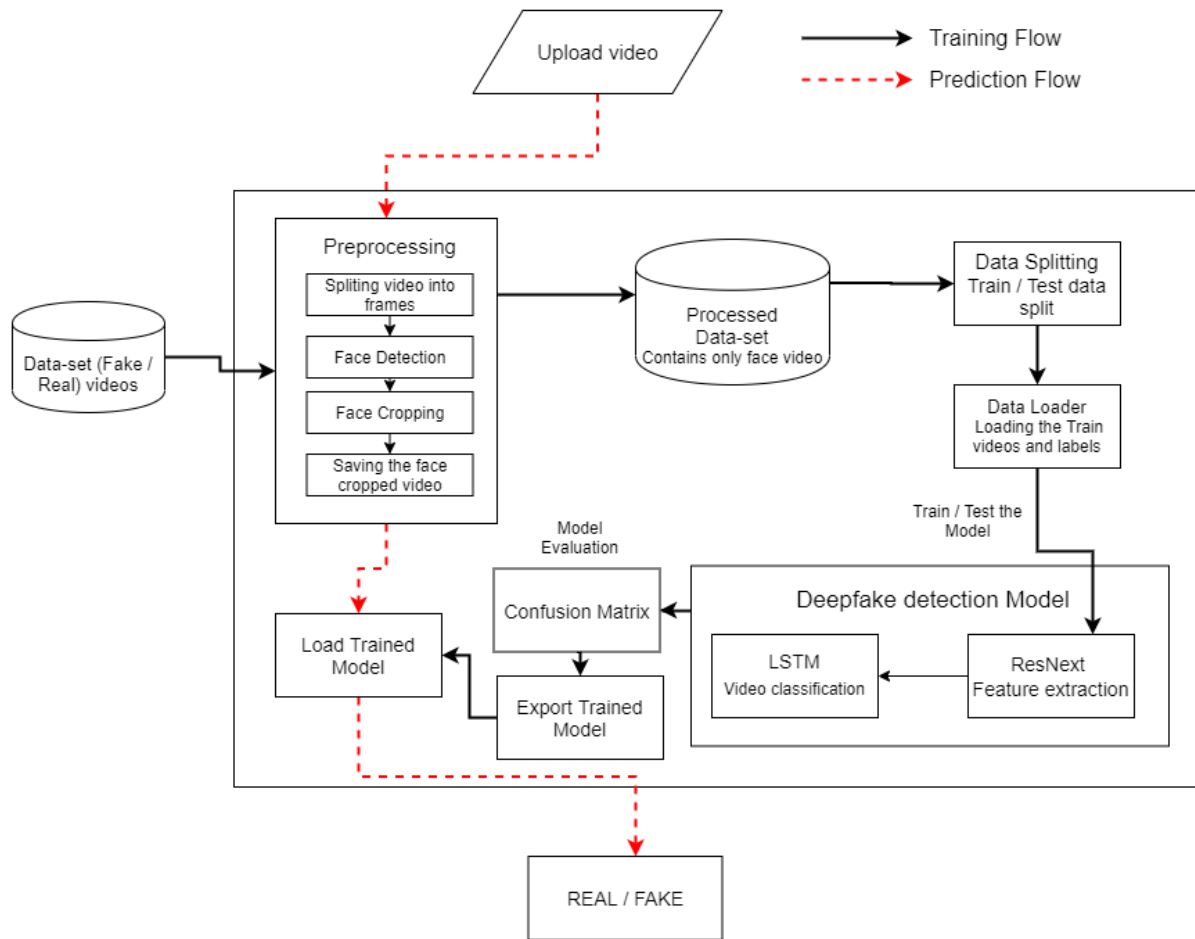 Upload video
Training Flow
Prediction Flow
Preprocessing
Spliting video into
frames
Face Detection
Face Cropping
Saving the face
cropped video
Data-set (Fake /
Real) videos
Processed
Data-set
Contains only face video
Data Splitting
Train / Test data
split
Data Loader
Loading the Train
videos and labels
Train / Test the
Model
Model
Evaluation
Confusion Matrix
Export Trained
Model
Load Trained
Model
Deepfake detection Model
LSTM
Video classification
ResNext
Feature extraction
REAL / FAKE